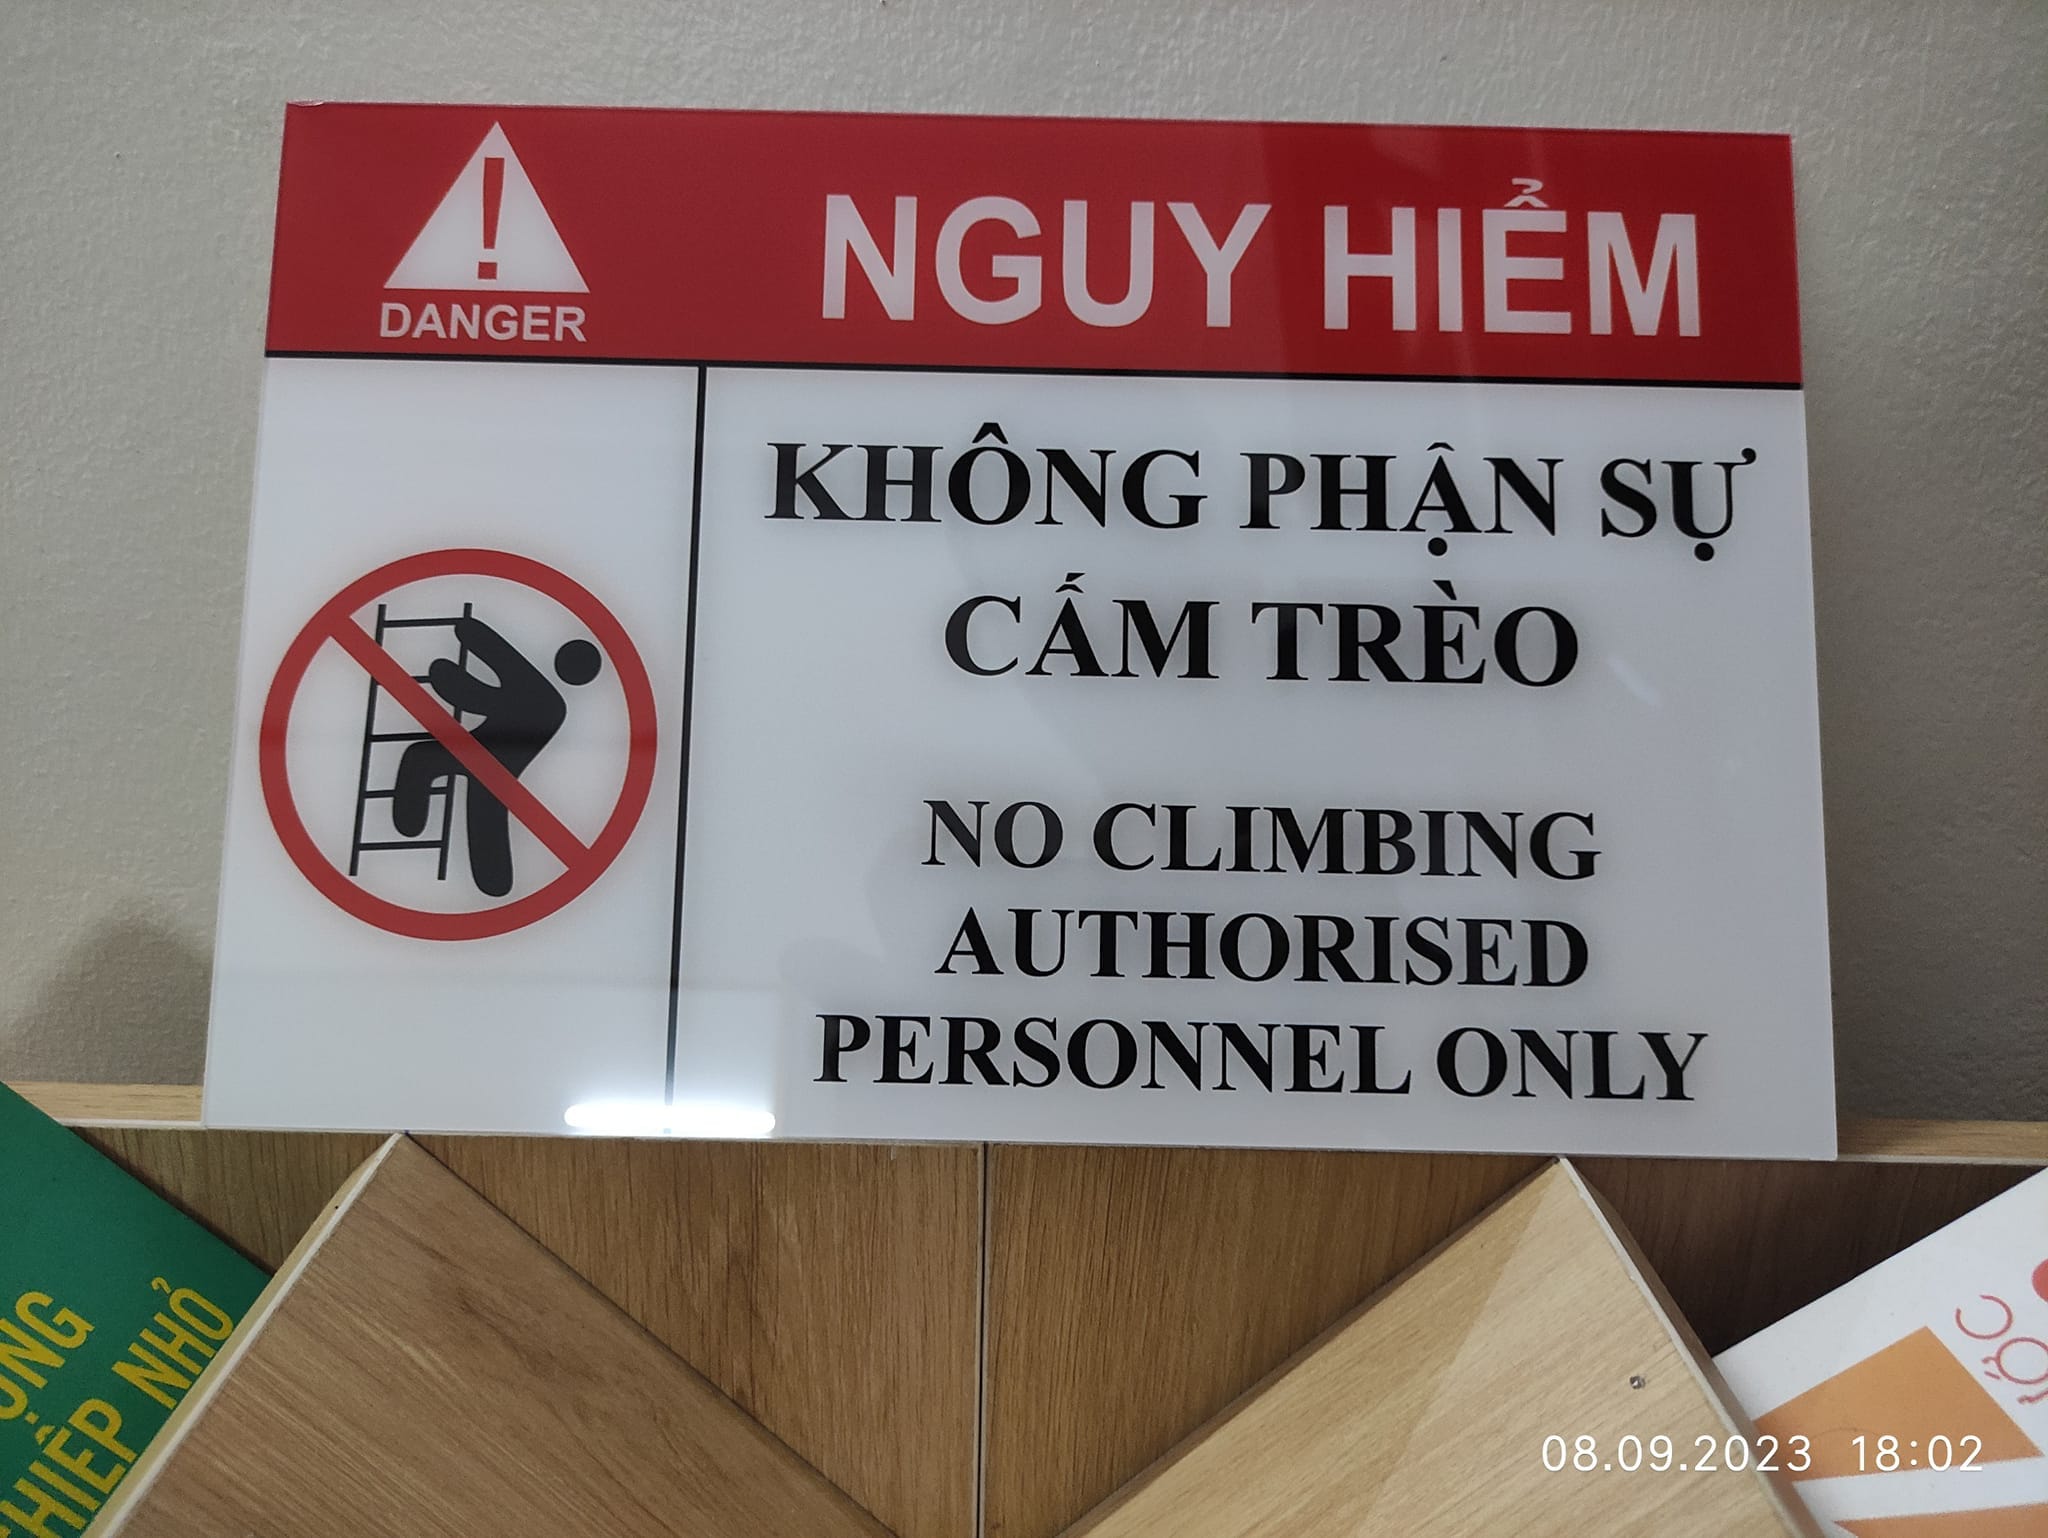 DANGER
NGUY HIỂM
KHÔNG PHẬN SỰ
CẤM TRÈO
NO CLIMBING
AUTHORISED
PERSONNEL ONLY
NHỎ
08.09.2023 18:02